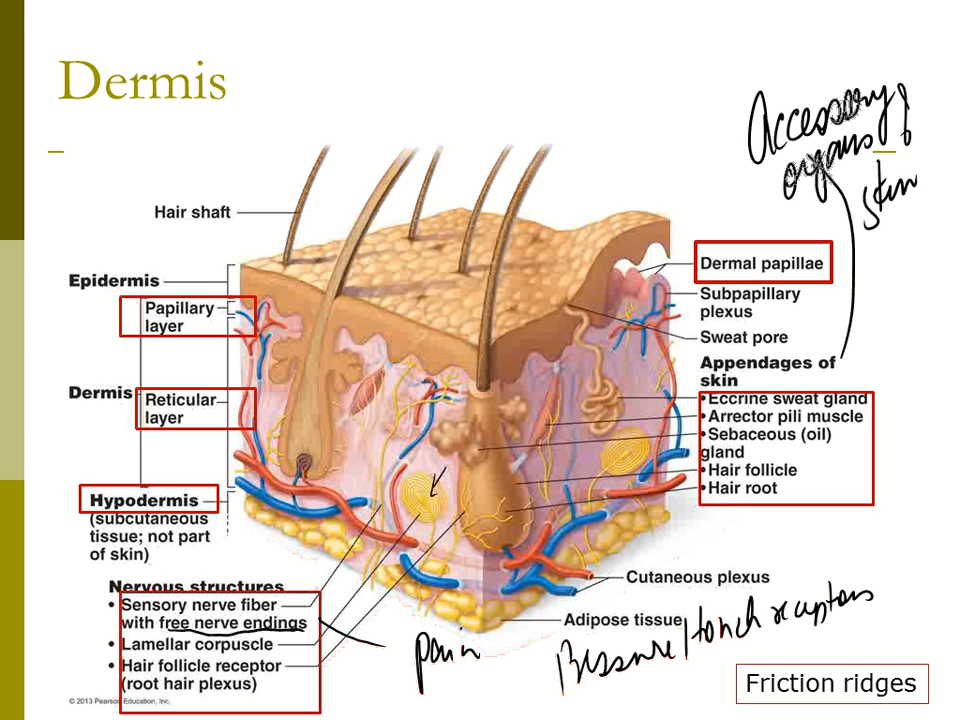 Dermis
Accessory
organs of
skin
Hair shaft
Epidermis
Papillary
layer
Dermis
Reticular
layer
Hypodermis
(subcutaneous
tissue; not part
of skin)
Nervous structures
• Sensory nerve fiber
with free nerve endings
• Lamellar corpuscle
• Hair follicle receptor
(root hair plexus)
Dermal papillae
Subpapillary
plexus
Sweat pore
Appendages of
skin
•Eccrine sweat gland
•Arrector pili muscle
•Sebaceous (oil)
gland
•Hair follicle
•Hair root
Cutaneous plexus
Adipose tissue
Pain
Pressure/touch receptors
Friction ridges
© 2013 Pearson Education, Inc.